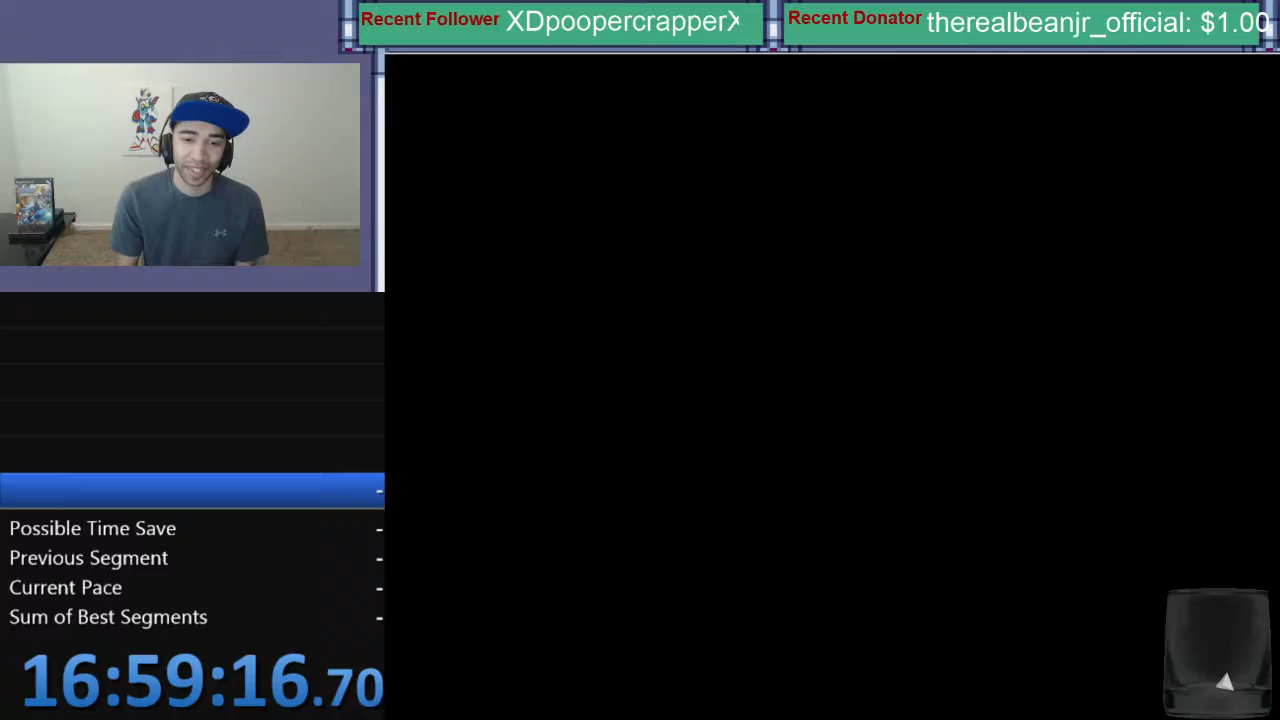 Recent Follower XDpoopercrapperX
Recent Donator therealbeanjr_official: $1.00
-
Possible Time Save -
Previous Segment -
Current Pace -
Sum of Best Segments -
16:59:16.70